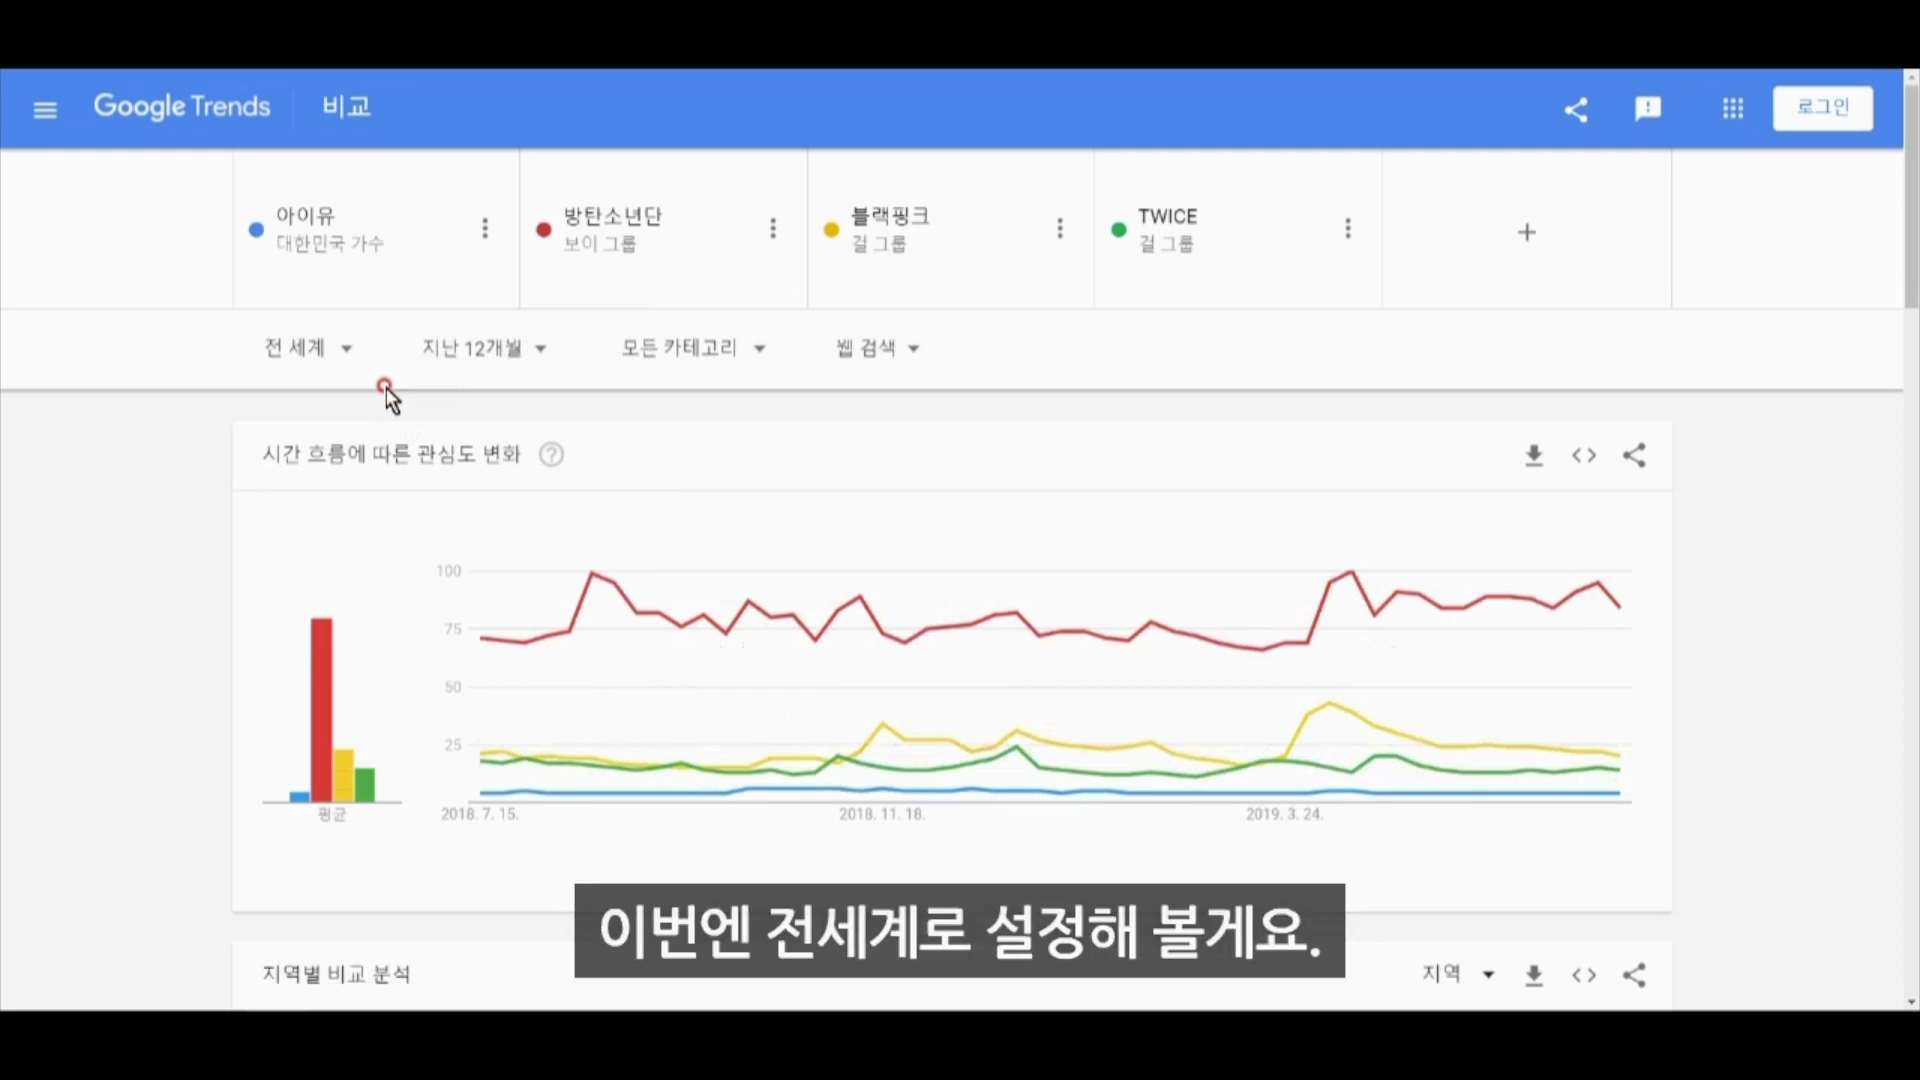 Google Trends 비교 로그인
아이유 방탄소년단 블랙핑크 TWICE
대한민국 가수 보이 그룹 걸 그룹 걸 그룹
전 세계 지난 12개월 모든 카테고리 웹 검색
시간 흐름에 따른 관심도 변화
100
75
50
25
평균 2018. 7. 15. 2018. 11. 18. 2019. 3. 24.
이번엔 전세계로 설정해 볼게요.
지역별 비교 분석 지역